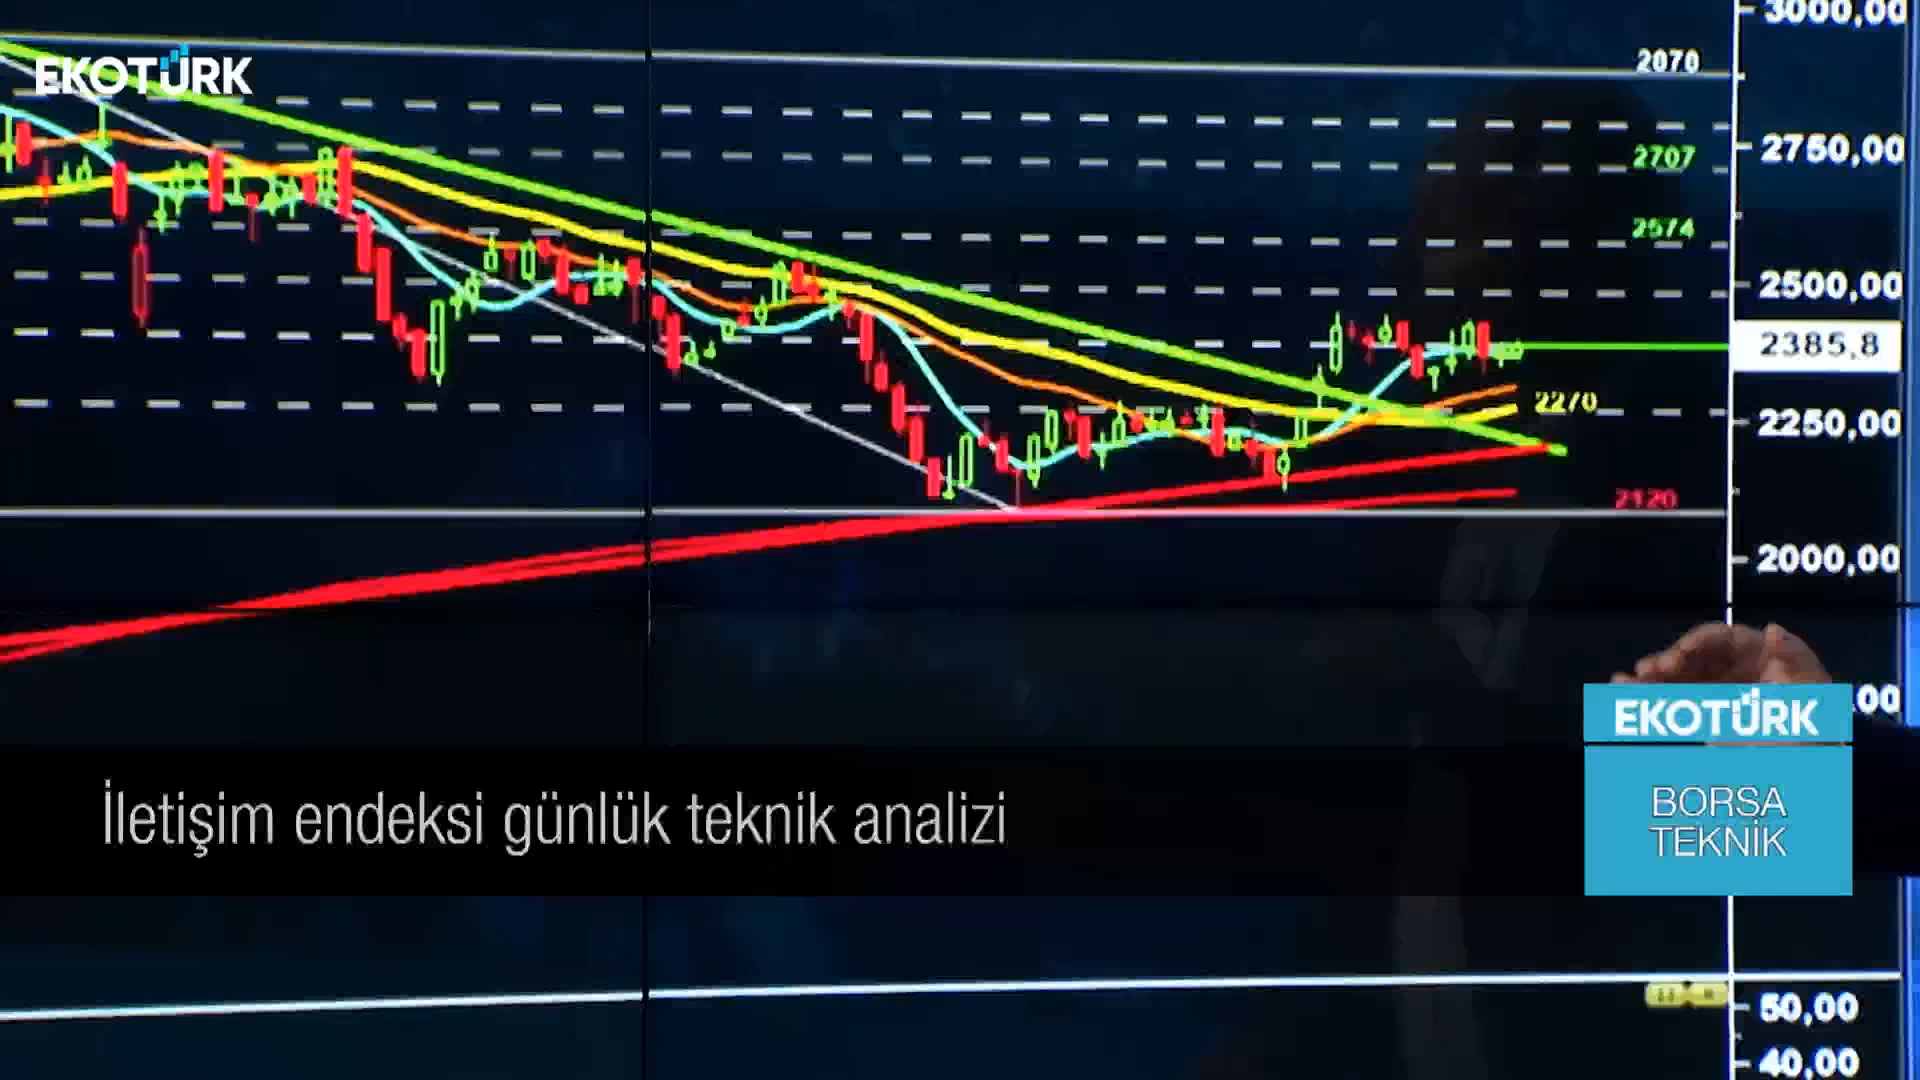 EKOTÜRK
3000,00
2070
2750,00
2707
2574
2500,00
2385,8
2270
2250,00
2120
2000,00
00
EKOTÜRK
BORSA
TEKNİK
İletişim endeksi günlük teknik analizi
50,00
40,00